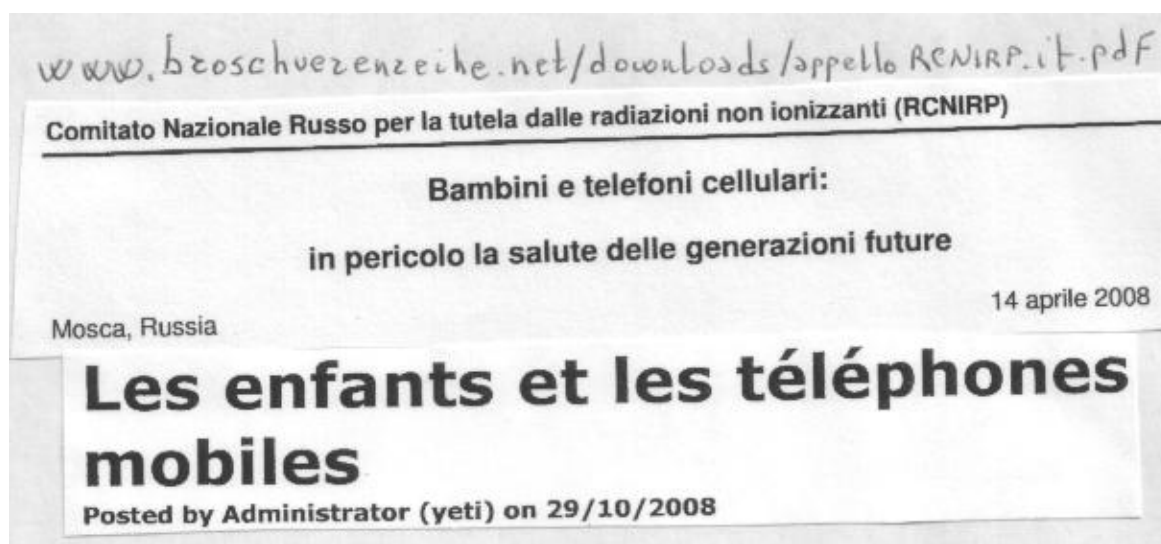 www.broschuerenreihe.net/downloads/appello RCNIRP.it.pdf
Comitato Nazionale Russo per la tutela dalle radiazioni non ionizzanti (RCNIRP)
Bambini e telefoni cellulari:
in pericolo la salute delle generazioni future
14 aprile 2008
Mosca, Russia
Les enfants et les téléphones
mobiles
Posted by Administrator (yeti) on 29/10/2008